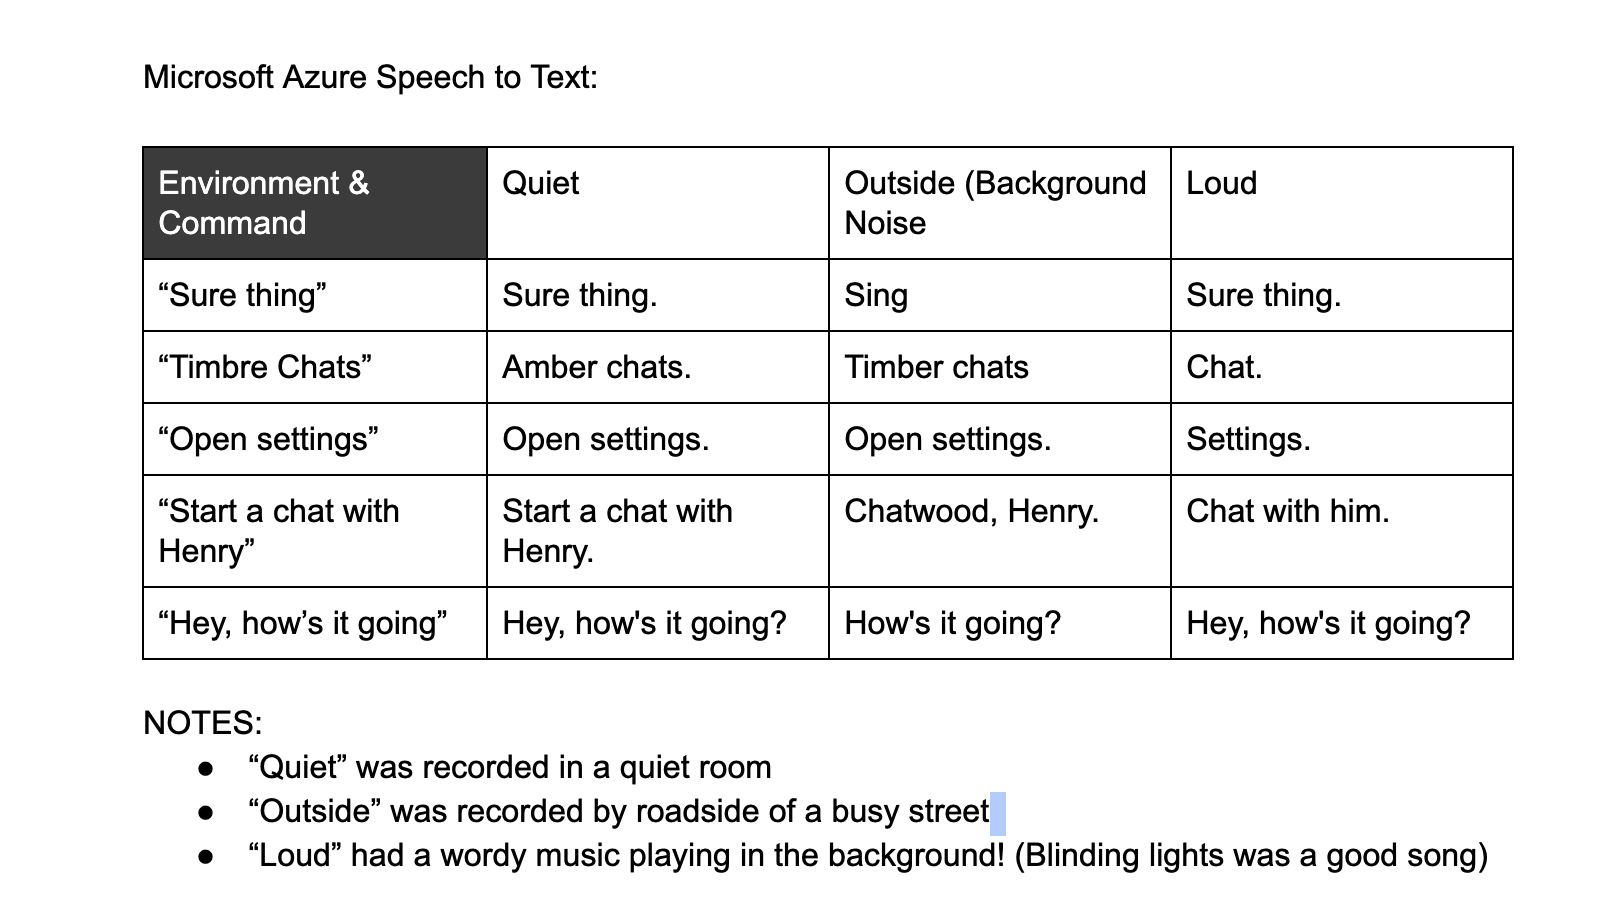 Microsoft Azure Speech to Text:
Environment &
Command
Quiet
Outside (Background
Noise
Loud
“Sure thing”
Sure thing.
Sing
Sure thing.
“Timbre Chats”
Amber chats.
Timber chats
Chat.
“Open settings”
Open settings.
Open settings.
Settings.
“Start a chat with
Henry”
Start a chat with
Henry.
Chatwood, Henry.
Chat with him.
“Hey, how’s it going”
Hey, how's it going?
How's it going?
Hey, how's it going?
NOTES:
● “Quiet” was recorded in a quiet room
● “Outside” was recorded by roadside of a busy street
● “Loud” had a wordy music playing in the background! (Blinding lights was a good song)